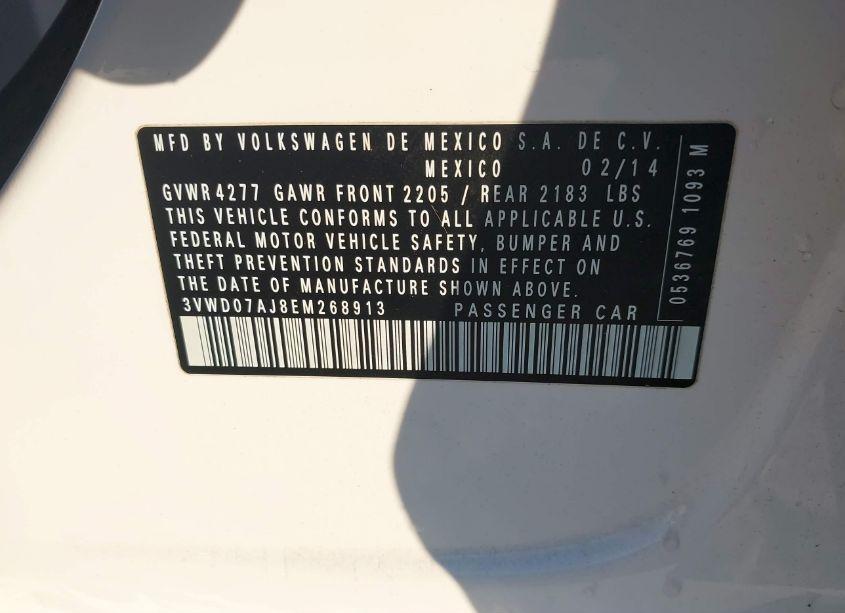 MFD BY VOLKSWAGEN DE MEXICO S.A. DE C.V.
MEXICO 02/14
GVWR 4277 GAWR FRONT 2205 / REAR 2183 LBS
THIS VEHICLE CONFORMS TO ALL APPLICABLE U.S.
FEDERAL MOTOR VEHICLE SAFETY, BUMPER AND
THEFT PREVENTION STANDARDS IN EFFECT ON
THE DATE OF MANUFACTURE SHOWN ABOVE.
3VWD07AJ8EM268913 PASSENGER CAR
0536769 1093 M